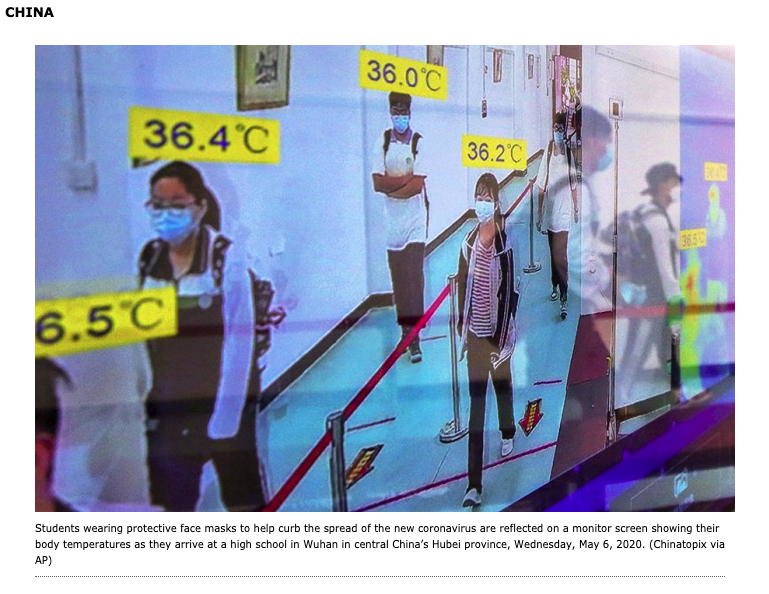 CHINA
36.0°C
36.4°C
36.2°C
6.5°C
36.5°C
Students wearing protective face masks to help curb the spread of the new coronavirus are reflected on a monitor screen showing their
body temperatures as they arrive at a high school in Wuhan in central China’s Hubei province, Wednesday, May 6, 2020. (Chinatopix via
AP)